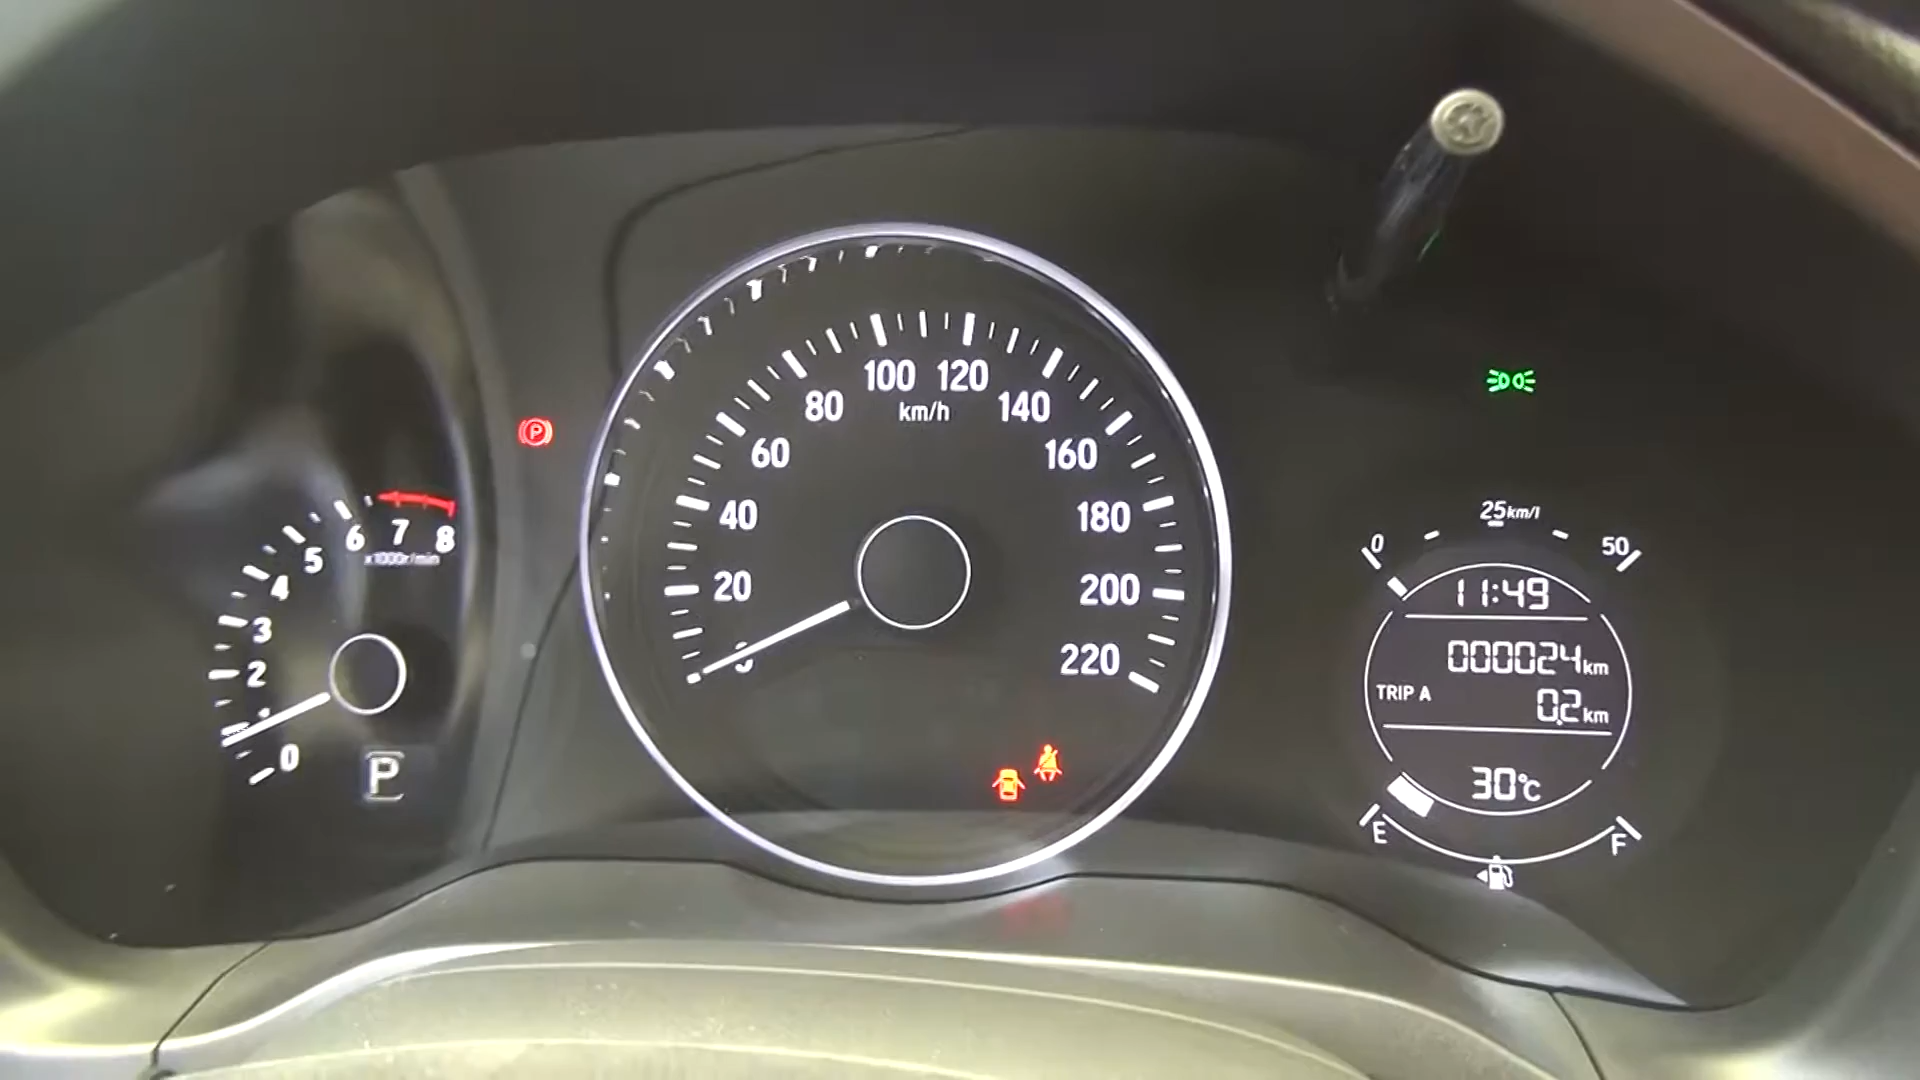 100 120
80 km/h 140
60 160
40 180
20 200
0 220
6 7 8
x1000r/min
5
4
3
2
0
P
P
25km/l
0 50
11:49
000024km
TRIP A 0.2km
30°C
E F